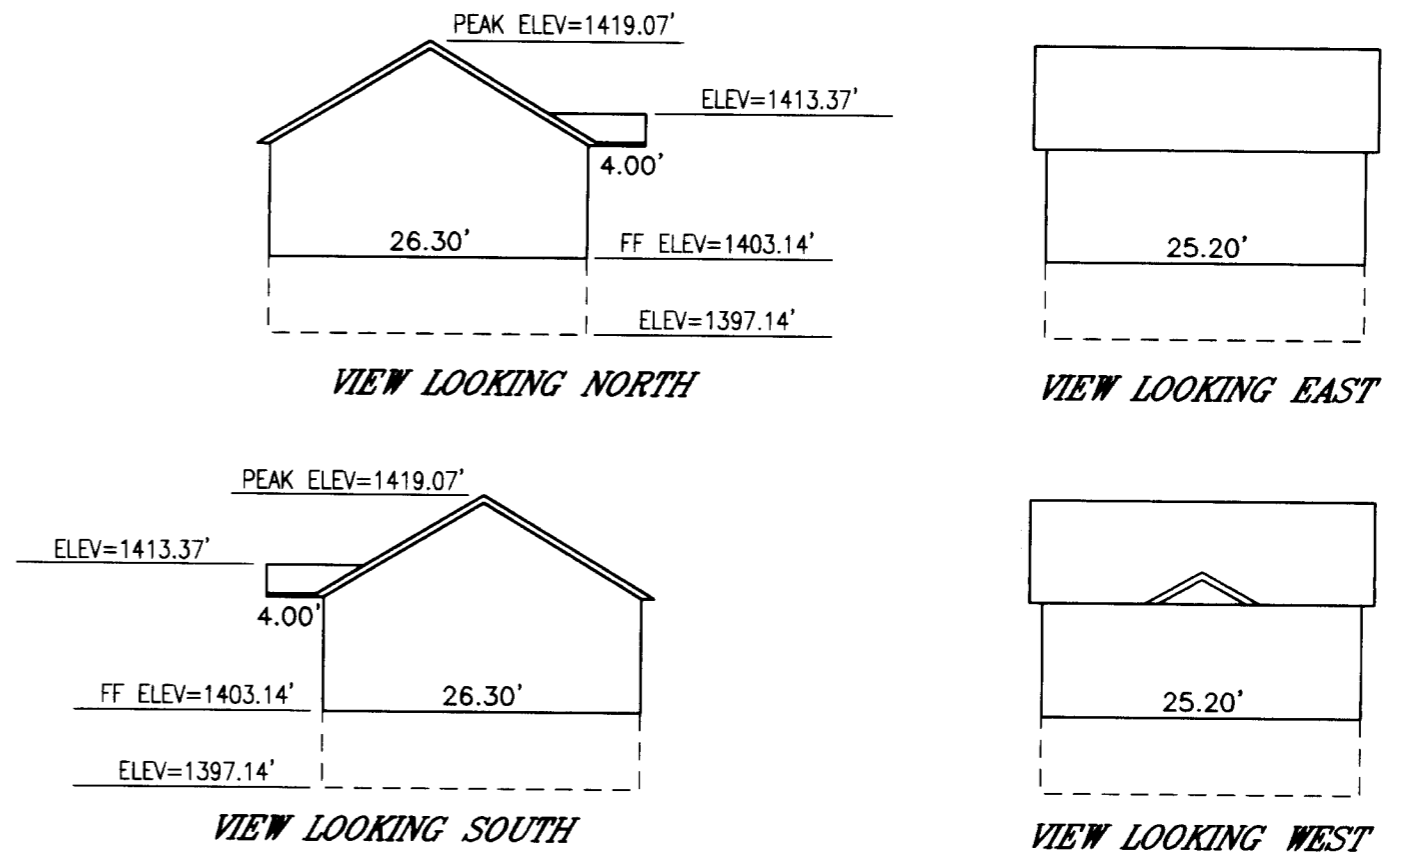 PEAK ELEV=1419.07'
ELEV=1413.37'
4.00'
26.30'
FF ELEV=1403.14'
ELEV=1397.14'
VIEW LOOKING NORTH
25.20'
VIEW LOOKING EAST
PEAK ELEV=1419.07'
ELEV=1413.37'
4.00'
FF ELEV=1403.14'
26.30'
ELEV=1397.14'
VIEW LOOKING SOUTH
25.20'
VIEW LOOKING WEST